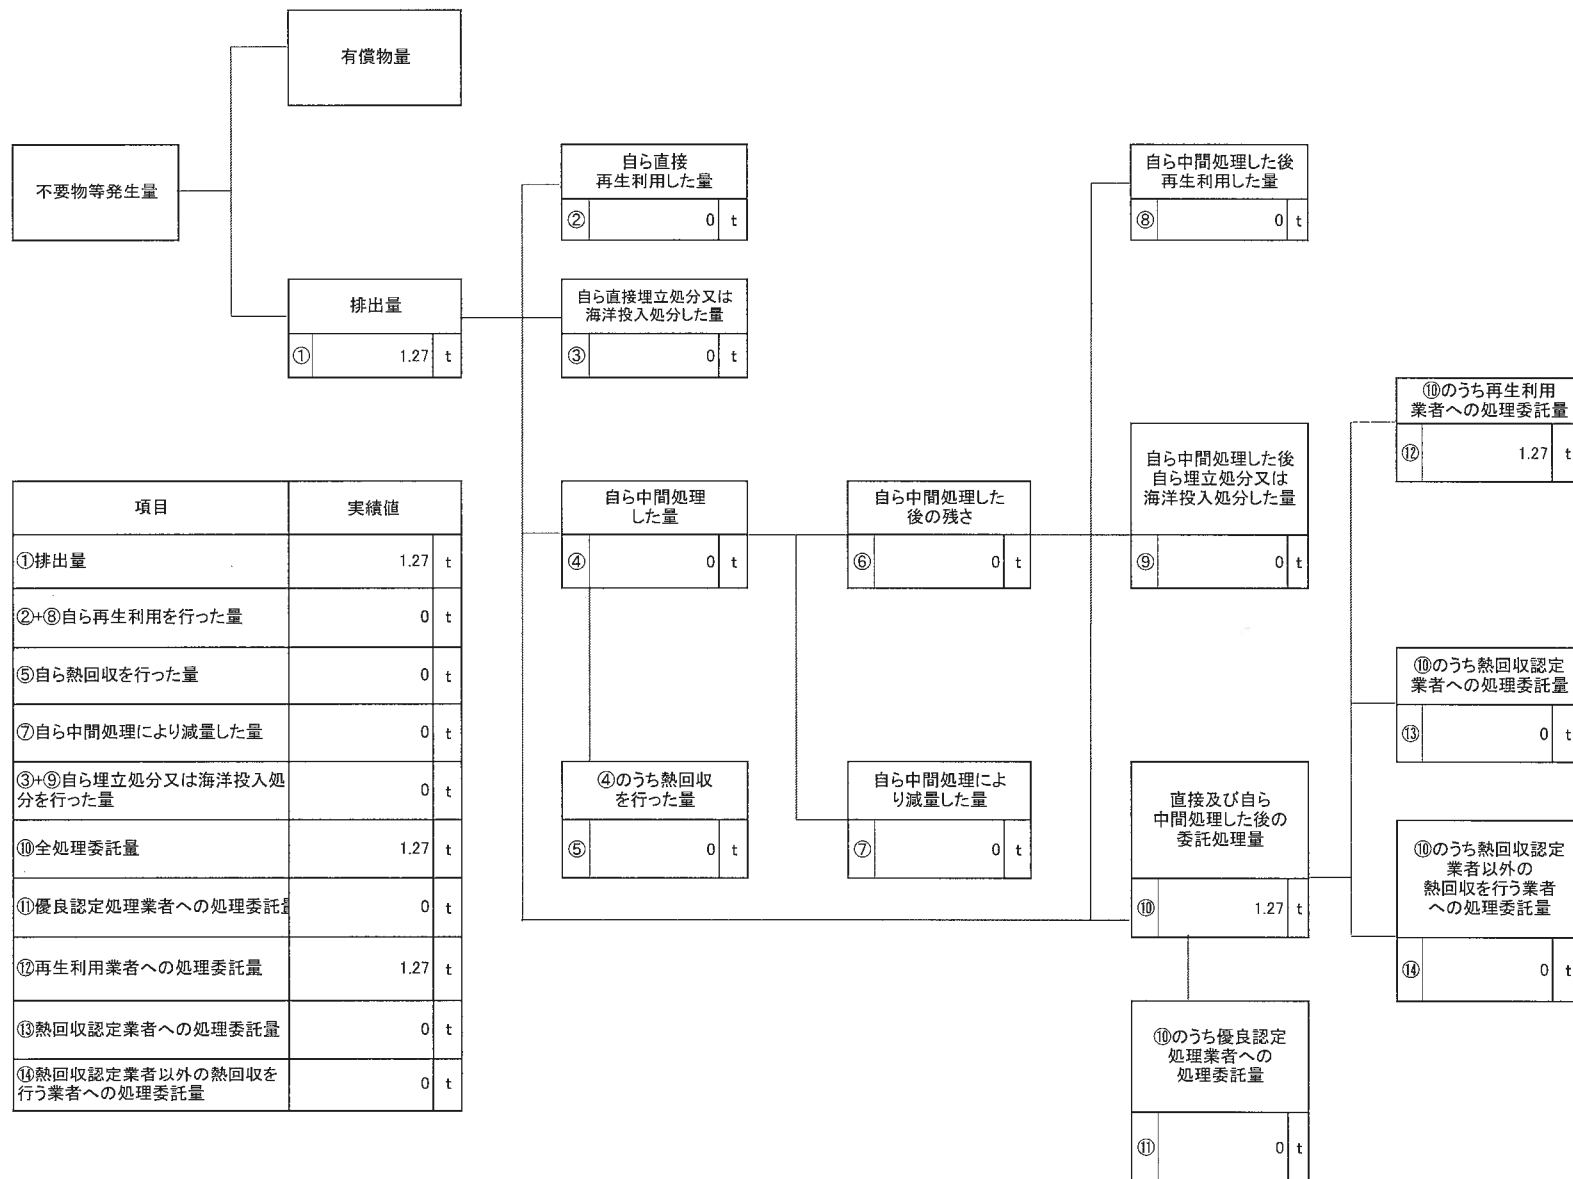 有償物量
不要物等発生量
排出量
① 1.27 t
自ら直接
再生利用した量
② 0 t
自ら直接埋立処分又は
海洋投入処分した量
③ 0 t
自ら中間処理
した量
④ 0 t
④のうち熱回収
を行った量
⑤ 0 t
自ら中間処理した
後の残さ
⑥ 0 t
自ら中間処理によ
り減量した量
⑦ 0 t
自ら中間処理した後
再生利用した量
⑧ 0 t
自ら中間処理した後
自ら埋立処分又は
海洋投入処分した量
⑨ 0 t
直接及び自ら
中間処理した後の
委託処理量
⑩ 1.27 t
⑩のうち優良認定
処理業者への
処理委託量
⑪ 0 t
⑩のうち再生利用
業者への処理委託量
⑫ 1.27 t
⑩のうち熱回収認定
業者への処理委託量
⑬ 0 t
⑩のうち熱回収認定
業者以外の
熱回収を行う業者
への処理委託量
⑭ 0 t
項目 実績値
①排出量 1.27 t
②+⑧自ら再生利用を行った量 0 t
⑤自ら熱回収を行った量 0 t
⑦自ら中間処理により減量した量 0 t
③+⑨自ら埋立処分又は海洋投入処
分を行った量 0 t
⑩全処理委託量 1.27 t
⑪優良認定処理業者への処理委託量 0 t
⑫再生利用業者への処理委託量 1.27 t
⑬熱回収認定業者への処理委託量 0 t
⑭熱回収認定業者以外の熱回収を
行う業者への処理委託量 0 t